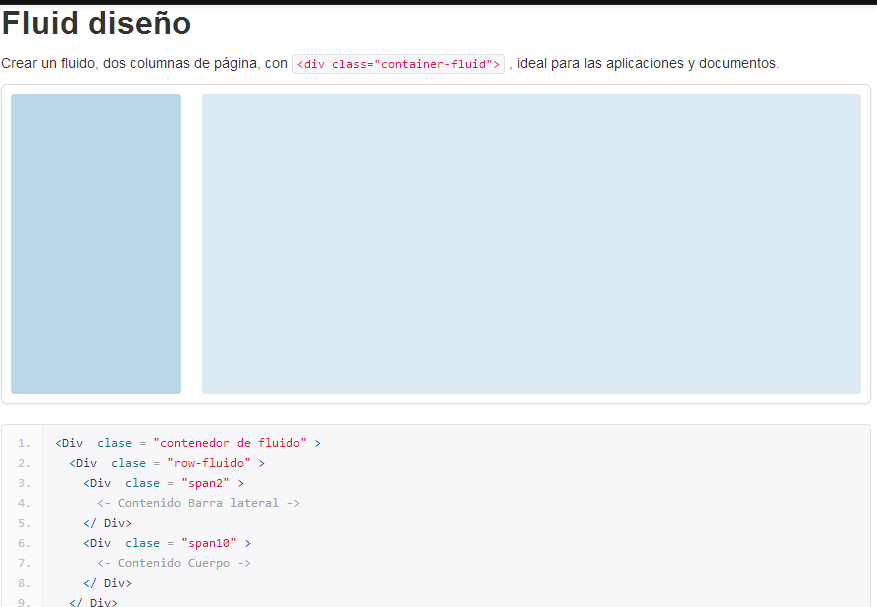 Fluid diseño
Crear un fluido, dos columnas de página, con <div class="container-fluid"> , ideal para las aplicaciones y documentos.
1. <Div clase = "contenedor de fluido" >
2. <Div clase = "row-fluido" >
3. <Div clase = "span2" >
4. <- Contenido Barra lateral ->
5. </ Div>
6. <Div clase = "span10" >
7. <- Contenido Cuerpo ->
8. </ Div>
9. </ Div>